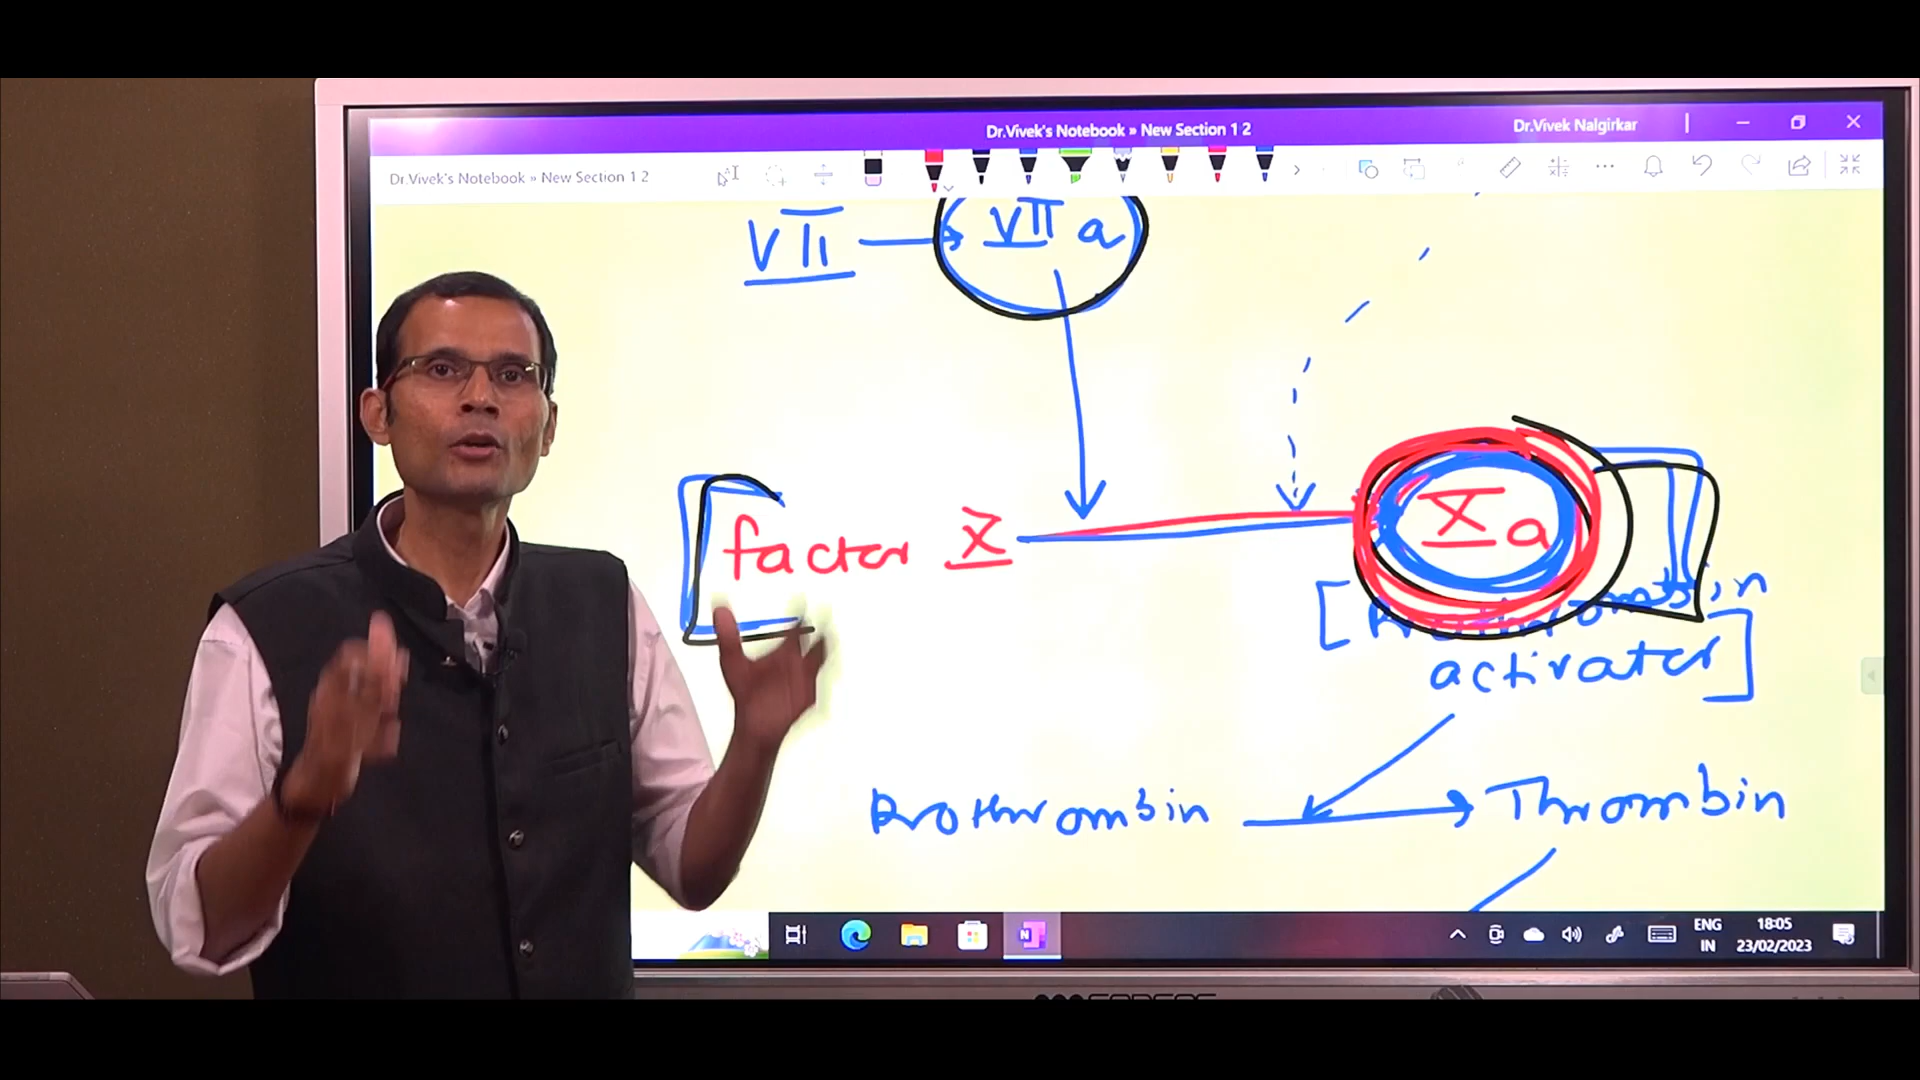 Dr.Vivek's Notebook » New Section 1 2
Dr.Vivek Nalgirkar
Dr.Vivek's Notebook » New Section 1 2
VII → VII a
factor X
X a
[Prothrombin
activator]
Prothrombin → Thrombin
ENG
IN
18:05
23/02/2023